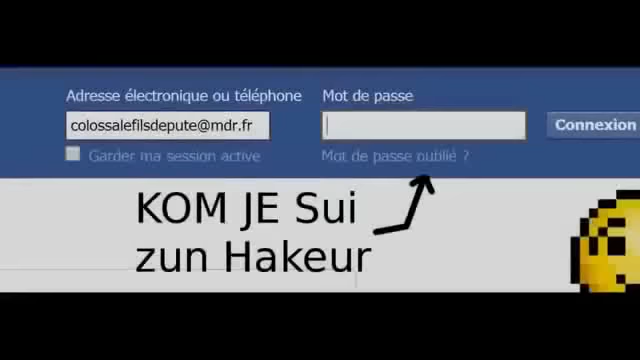 Adresse électronique ou téléphone Mot de passe
colossalefilsdepute@mdr.fr Connexion
Garder ma session active Mot de passe oublié ?
KOM JE Sui
zun Hakeur